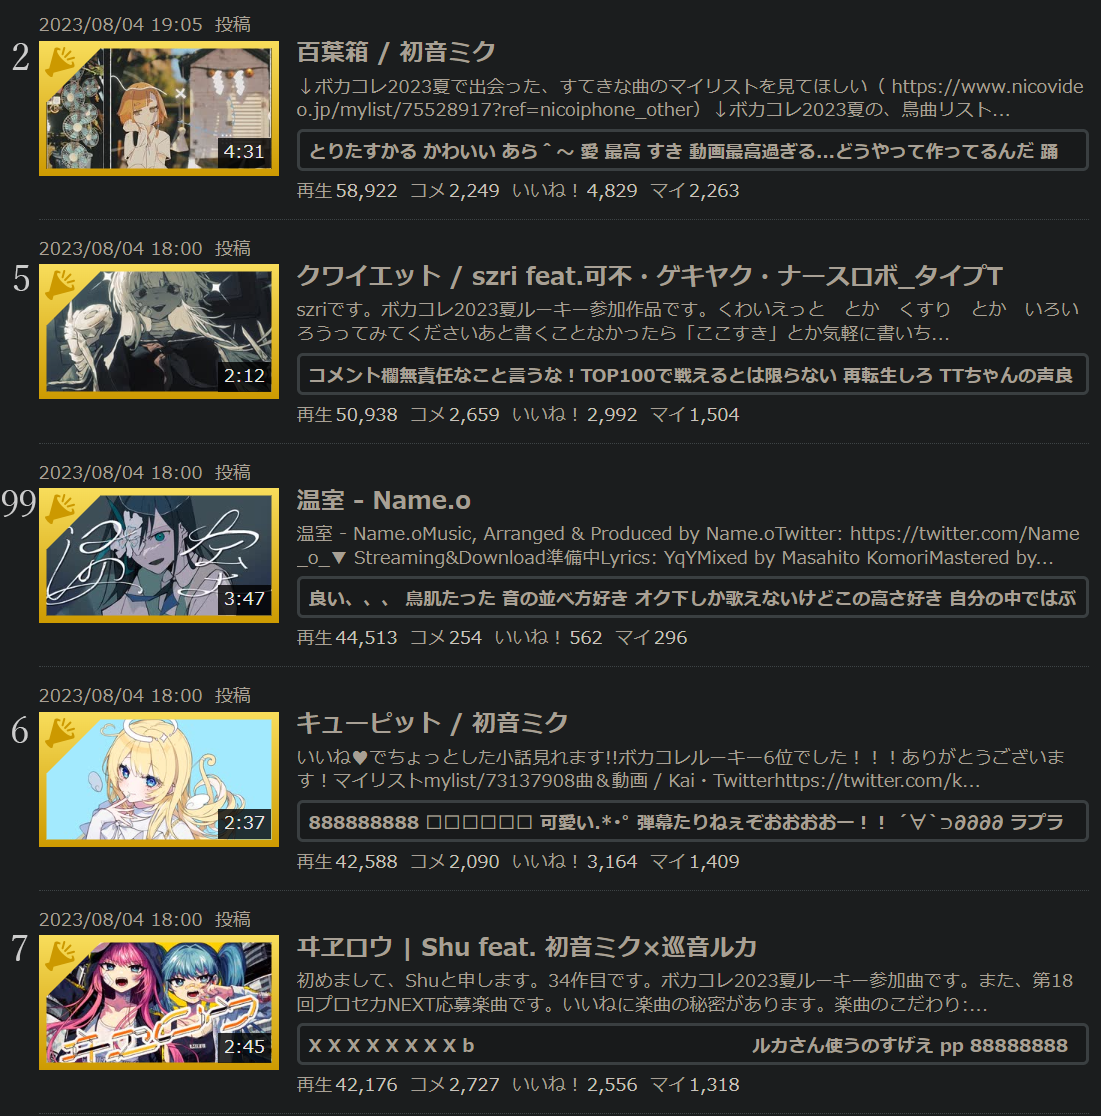 2023/08/04 19:05 投稿
2
4:31
百葉箱 / 初音ミク
↓ボカコレ2023夏で出会った、すてきな曲のマイリストを見てほしい（ https://www.nicovide
o.jp/mylist/75528917?ref=nicoiphone_other）↓ボカコレ2023夏の、鳥曲リスト...
とりたすかる かわいい あら＾～ 愛 最高 すき 動画最高過ぎる...どうやって作ってるんだ 踊
再生58,922 コメ2,249 いいね！4,829 マイ2,263
2023/08/04 18:00 投稿
5
2:12
クワイエット / szri feat.可不・ゲキヤク・ナースロボ_タイプT
szriです。ボカコレ2023夏ルーキー参加作品です。くわいえっと　とか　くすり　とか　いろい
ろうってみてくださいあと書くことなかったら「ここすき」とか気軽に書いち...
コメント欄無責任なこと言うな！TOP100で戦えるとは限らない 再転生しろ TTちゃんの声良
再生50,938 コメ2,659 いいね！2,992 マイ1,504
2023/08/04 18:00 投稿
99
温室
3:47
温室 - Name.o
温室 - Name.oMusic, Arranged & Produced by Name.oTwitter: https://twitter.com/Name
_o_▼ Streaming&Download準備中Lyrics: YqYMixed by Masahito KomoriMastered by...
良い、、、 鳥肌たった 音の並べ方好き オク下しか歌えないけどこの高さ好き 自分の中ではぶ
再生44,513 コメ254 いいね！562 マイ296
2023/08/04 18:00 投稿
6
2:37
キューピット / 初音ミク
いいね♥でちょっとした小話見れます!!ボカコレルーキー6位でした！！！ありがとうございま
す！マイリストmylist/73137908曲＆動画 / Kai・Twitterhttps://twitter.com/k...
888888888 □□□□□□ 可愛い.*･ﾟ 弾幕たりねぇぞおおおおー！！ ´∀`⊃∂∂∂∂ ラプラ
再生42,588 コメ2,090 いいね！3,164 マイ1,409
2023/08/04 18:00 投稿
7
ヰヱロウ
2:45
ヰヱロウ | Shu feat. 初音ミク×巡音ルカ
初めまして、Shuと申します。34作目です。ボカコレ2023夏ルーキー参加曲です。また、第18
回プロセカNEXT応募楽曲です。いいねに楽曲の秘密があります。楽曲のこだわり:...
X X X X X X X X b ルカさん使うのすげえ pp 88888888
再生42,176 コメ2,727 いいね！2,556 マイ1,318